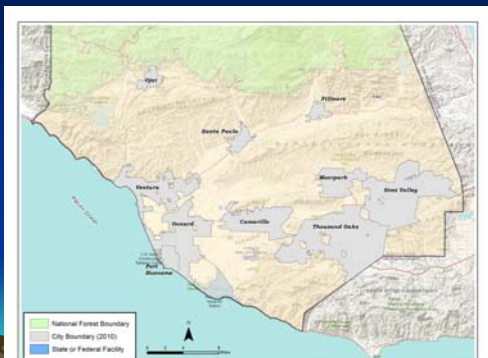 Ojai
Fillmore
Santa Paula
Moorpark
Simi Valley
Ventura
Oxnard
Camarillo
Thousand Oaks
Port
Hueneme
Pacific Ocean
National Forest Boundary
City Boundary (2010)
State or Federal Facility